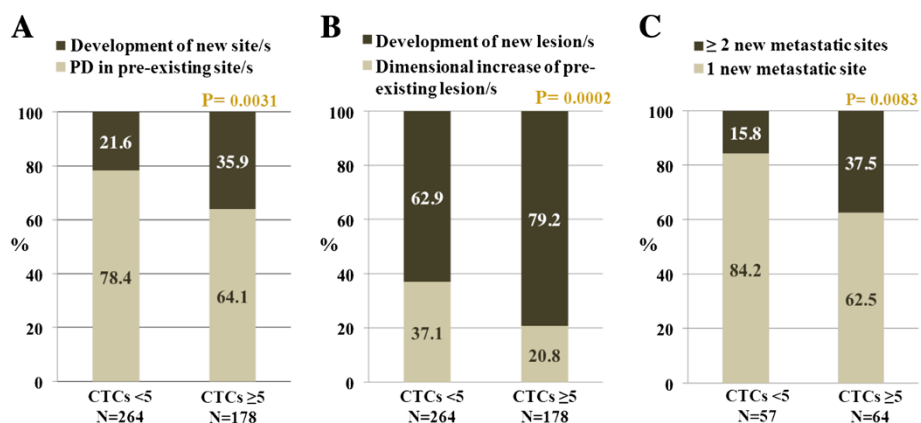 A
Development of new site/s
PD in pre-existing site/s
P= 0.0031
100
80
60
%
40
20
0
21.6
35.9
78.4
64.1
CTCs <5
N=264
CTCs ≥5
N=178
B
Development of new lesion/s
Dimensional increase of pre-
existing lesion/s
P= 0.0002
100
80
60
%
40
20
0
62.9
79.2
37.1
20.8
CTCs <5
N=264
CTCs ≥5
N=178
C
≥ 2 new metastatic sites
1 new metastatic site
P= 0.0083
100
80
60
%
40
20
0
15.8
37.5
84.2
62.5
CTCs <5
N=57
CTCs ≥5
N=64